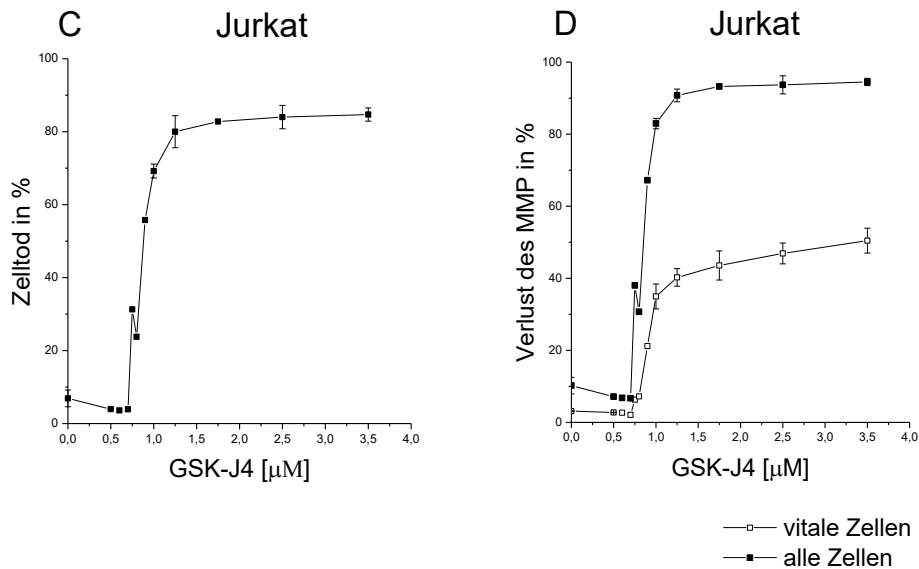 C Jurkat
Zelltod in %
100
80
60
40
20
0
0,0 0,5 1,0 1,5 2,0 2,5 3,0 3,5 4,0
GSK-J4 [µM]
D Jurkat
Verlust des MMP in %
100
80
60
40
20
0
0,0 0,5 1,0 1,5 2,0 2,5 3,0 3,5 4,0
GSK-J4 [µM]
vitale Zellen
alle Zellen